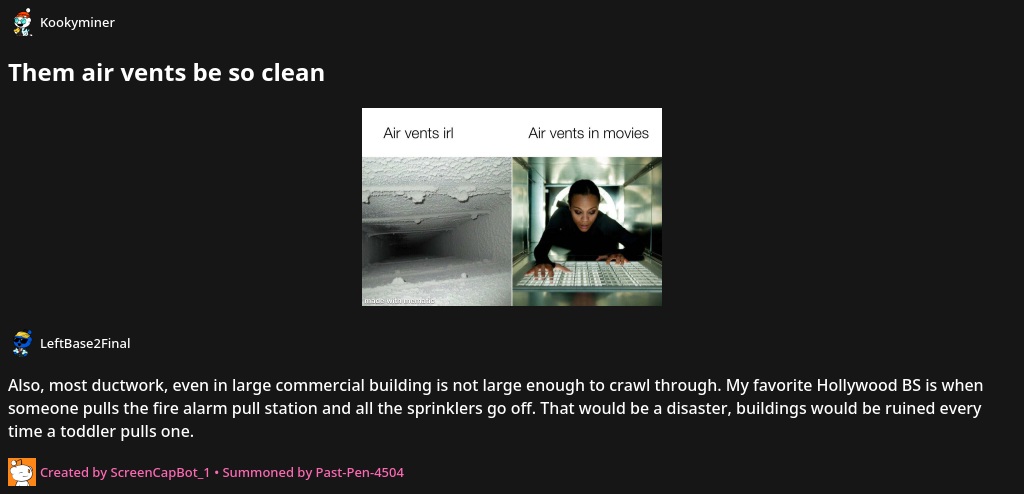 Kookyminer
Them air vents be so clean
Air vents irl
Air vents in movies
made with mematic
LeftBase2Final
Also, most ductwork, even in large commercial building is not large enough to crawl through. My favorite Hollywood BS is when
someone pulls the fire alarm pull station and all the sprinklers go off. That would be a disaster, buildings would be ruined every
time a toddler pulls one.
Created by ScreenCapBot_1 • Summoned by Past-Pen-4504